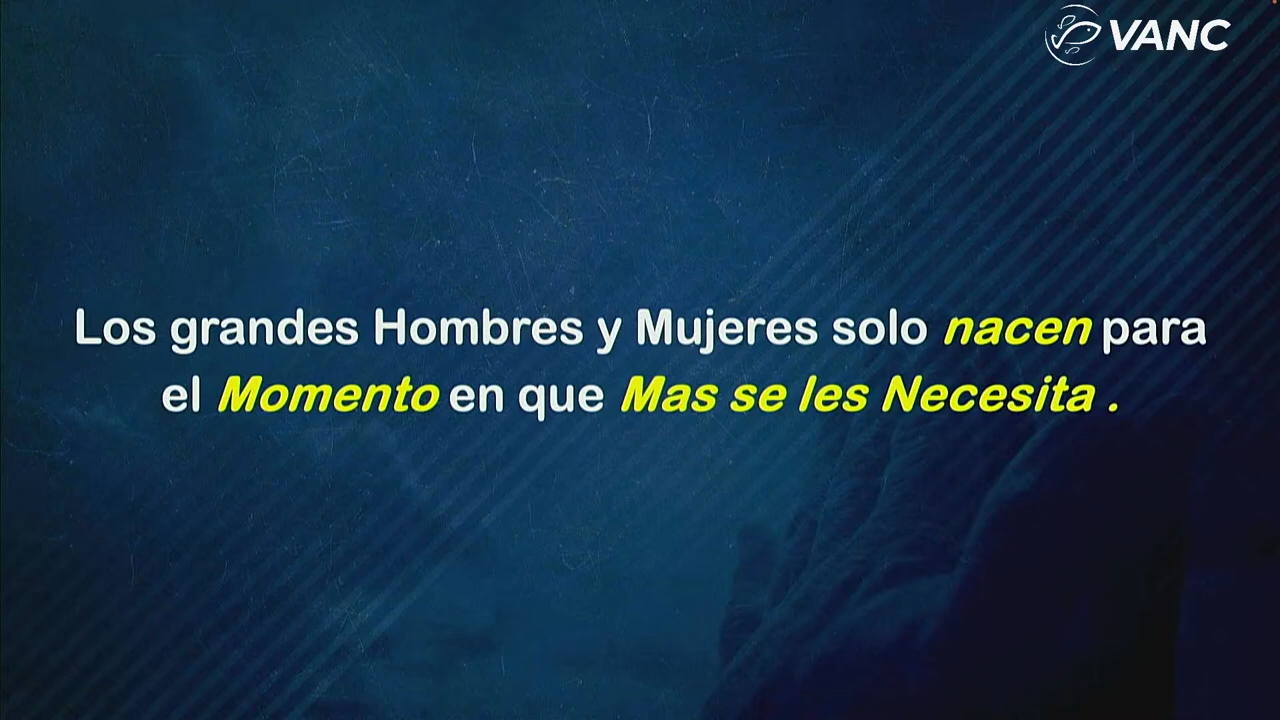 VANC
Los grandes Hombres y Mujeres solo nacen para
el Momento en que Mas se les Necesita .